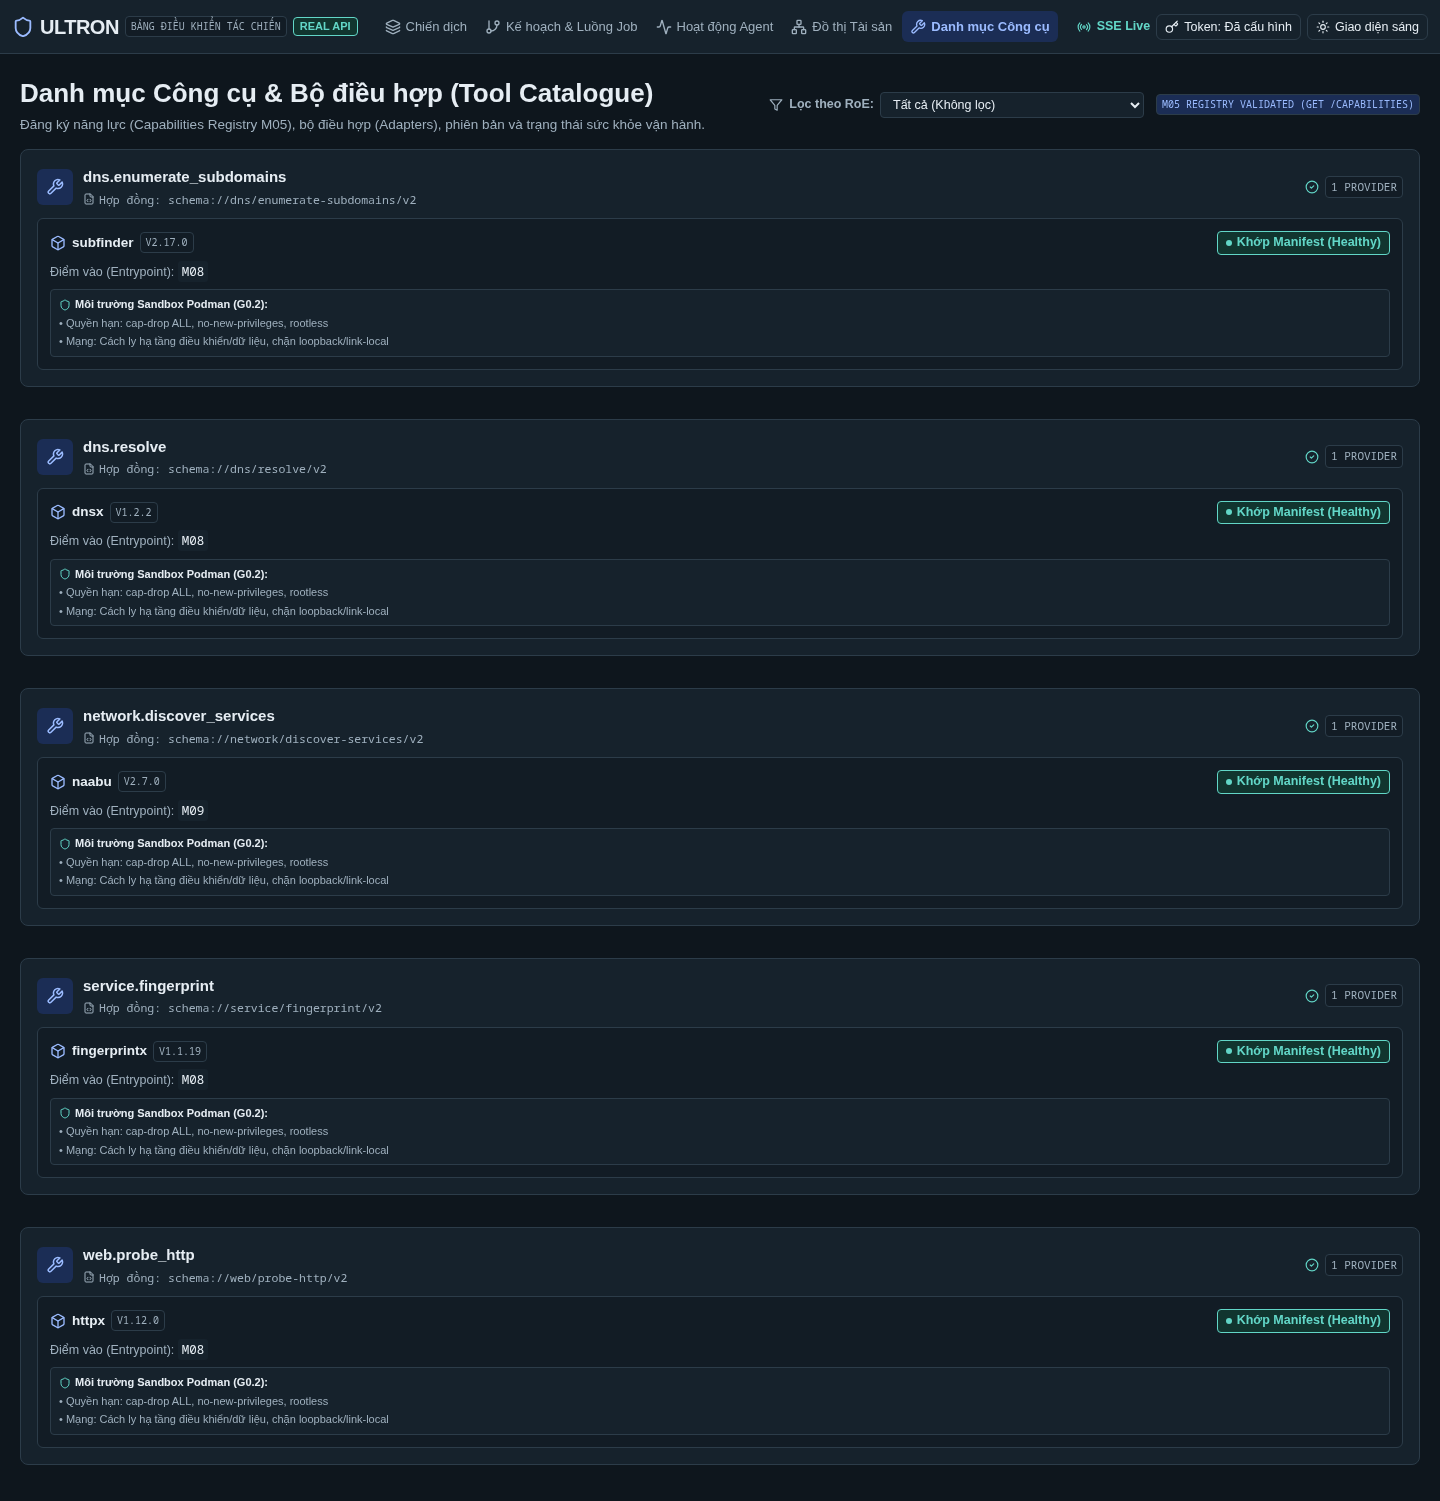 ULTRON BẢNG ĐIỀU KHIỂN TÁC CHIẾN REAL API Chiến dịch Kế hoạch & Luồng Job Hoạt động Agent Đồ thị Tài sản Danh mục Công cụ SSE Live Token: Đã cấu hình Giao diện sáng
Danh mục Công cụ & Bộ điều hợp (Tool Catalogue)
Lọc theo RoE: Tất cả (Không lọc) M05 REGISTRY VALIDATED (GET /CAPABILITIES)
Đăng ký năng lực (Capabilities Registry M05), bộ điều hợp (Adapters), phiên bản và trạng thái sức khỏe vận hành.
dns.enumerate_subdomains
Hợp đồng: schema://dns/enumerate-subdomains/v2
1 PROVIDER
subfinder V2.17.0 Khớp Manifest (Healthy)
Điểm vào (Entrypoint): M08
Môi trường Sandbox Podman (G0.2):
• Quyền hạn: cap-drop ALL, no-new-privileges, rootless
• Mạng: Cách ly hạ tầng điều khiển/dữ liệu, chặn loopback/link-local
dns.resolve
Hợp đồng: schema://dns/resolve/v2
1 PROVIDER
dnsx V1.2.2 Khớp Manifest (Healthy)
Điểm vào (Entrypoint): M08
Môi trường Sandbox Podman (G0.2):
• Quyền hạn: cap-drop ALL, no-new-privileges, rootless
• Mạng: Cách ly hạ tầng điều khiển/dữ liệu, chặn loopback/link-local
network.discover_services
Hợp đồng: schema://network/discover-services/v2
1 PROVIDER
naabu V2.7.0 Khớp Manifest (Healthy)
Điểm vào (Entrypoint): M09
Môi trường Sandbox Podman (G0.2):
• Quyền hạn: cap-drop ALL, no-new-privileges, rootless
• Mạng: Cách ly hạ tầng điều khiển/dữ liệu, chặn loopback/link-local
service.fingerprint
Hợp đồng: schema://service/fingerprint/v2
1 PROVIDER
fingerprintx V1.1.19 Khớp Manifest (Healthy)
Điểm vào (Entrypoint): M08
Môi trường Sandbox Podman (G0.2):
• Quyền hạn: cap-drop ALL, no-new-privileges, rootless
• Mạng: Cách ly hạ tầng điều khiển/dữ liệu, chặn loopback/link-local
web.probe_http
Hợp đồng: schema://web/probe-http/v2
1 PROVIDER
httpx V1.12.0 Khớp Manifest (Healthy)
Điểm vào (Entrypoint): M08
Môi trường Sandbox Podman (G0.2):
• Quyền hạn: cap-drop ALL, no-new-privileges, rootless
• Mạng: Cách ly hạ tầng điều khiển/dữ liệu, chặn loopback/link-local